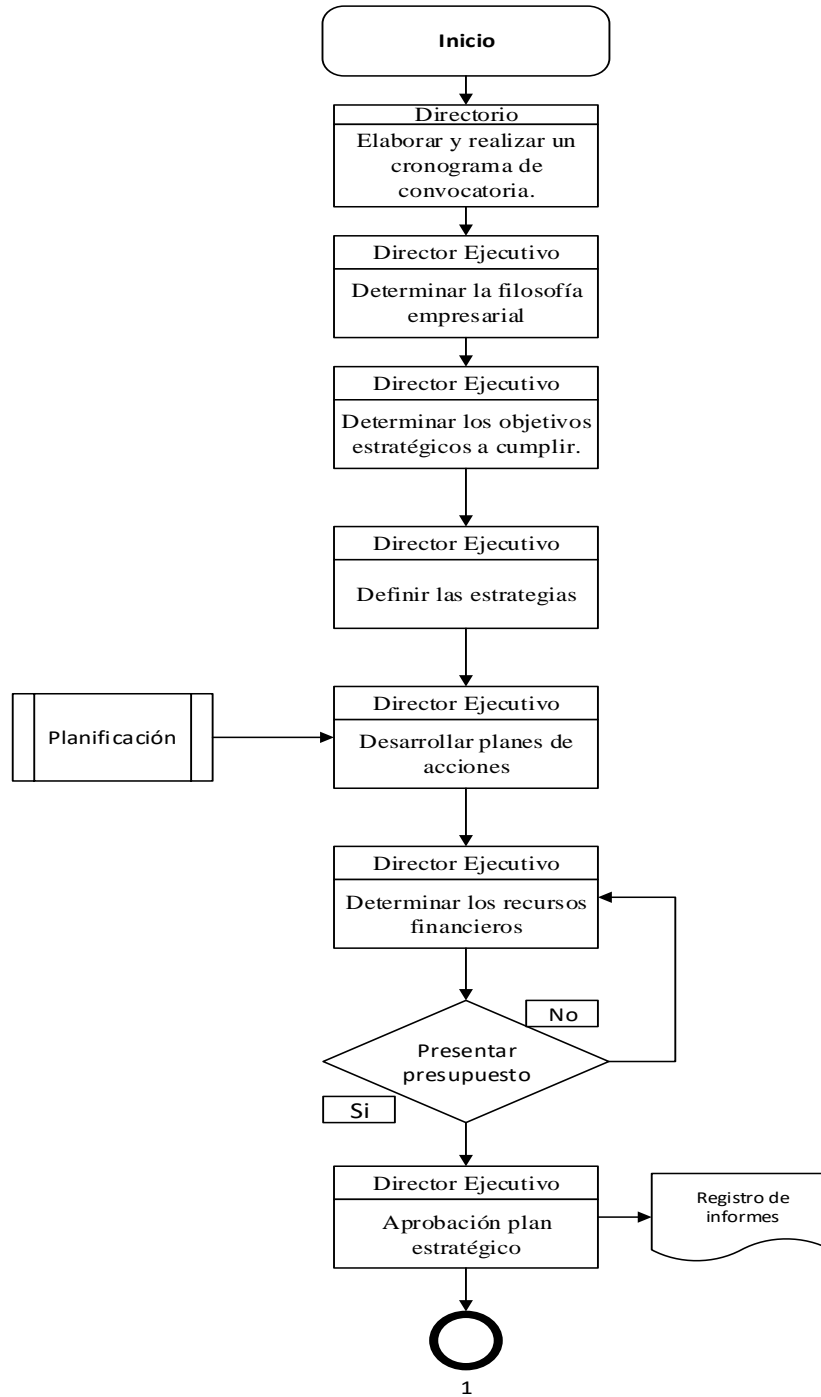 Inicio
Directorio
Elaborar y realizar un
cronograma de
convocatoria.
Director Ejecutivo
Determinar la filosofía
empresarial
Director Ejecutivo
Determinar los objetivos
estratégicos a cumplir.
Director Ejecutivo
Definir las estrategias
Planificación
Director Ejecutivo
Desarrollar planes de
acciones
Director Ejecutivo
Determinar los recursos
financieros
No
Presentar
presupuesto
Si
Director Ejecutivo
Aprobación plan
estratégico
Registro de
informes
1